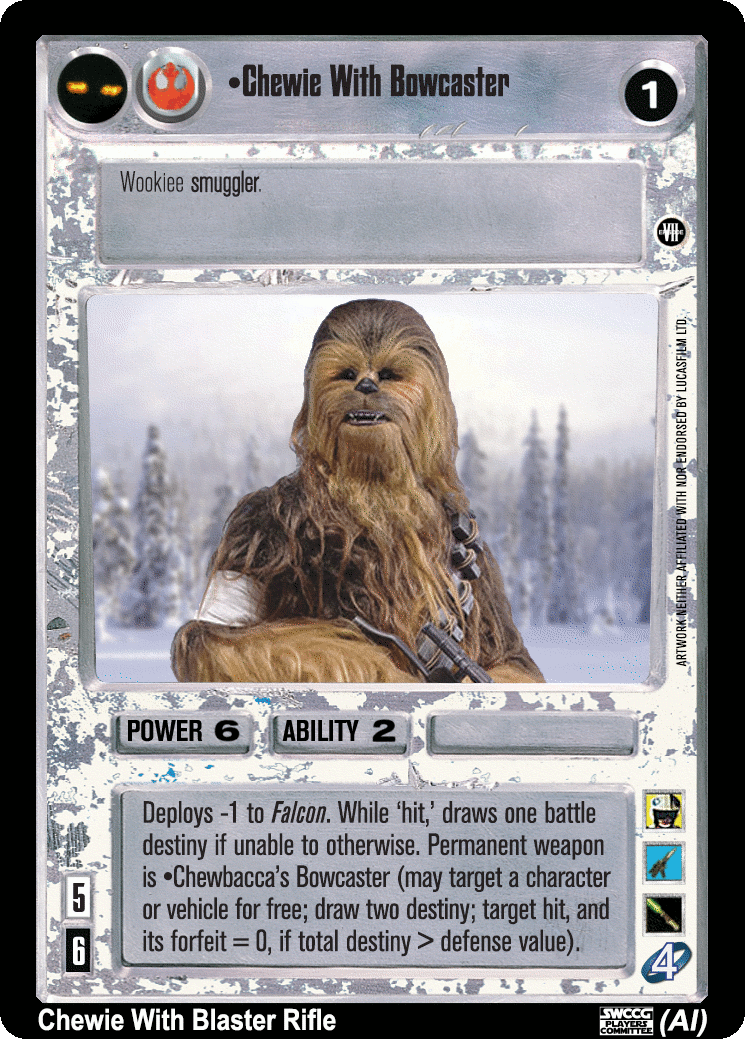 •Chewie With Bowcaster
1
Wookiee smuggler.
EPISODE VII
ARTWORK NEITHER AFFILIATED WITH NOR ENDORSED BY LUCASFILM LTD.
POWER 6
ABILITY 2
Deploys -1 to Falcon. While ‘hit,’ draws one battle
destiny if unable to otherwise. Permanent weapon
is •Chewbacca’s Bowcaster (may target a character
or vehicle for free; draw two destiny; target hit, and
its forfeit = 0, if total destiny > defense value).
5
6
4
Chewie With Blaster Rifle
SWCCG
PLAYERS
COMMITTEE
(AI)